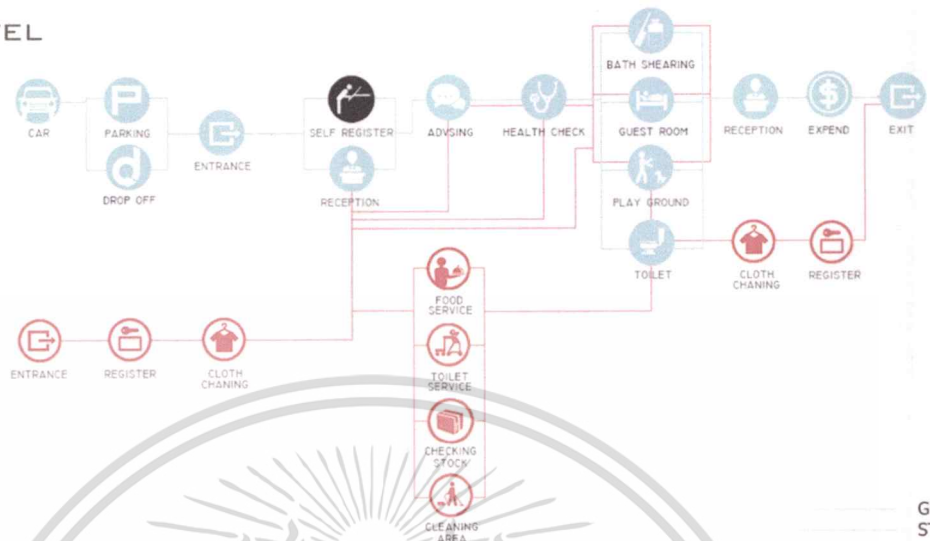 BATH SHEARING
CAR
PARKING
SELF REGISTER
ADVSING
HEALTH CHECK
GUEST ROOM
RECEPTION
EXPEND
EXIT
ENTRANCE
DROP OFF
RECEPTION
PLAY GROUND
TOILET
CLOTH
CHANING
REGISTER
FOOD
SERVICE
ENTRANCE
REGISTER
CLOTH
CHANING
TOILET
SERVICE
CHECKING
STOCK
CLEANING
AREA